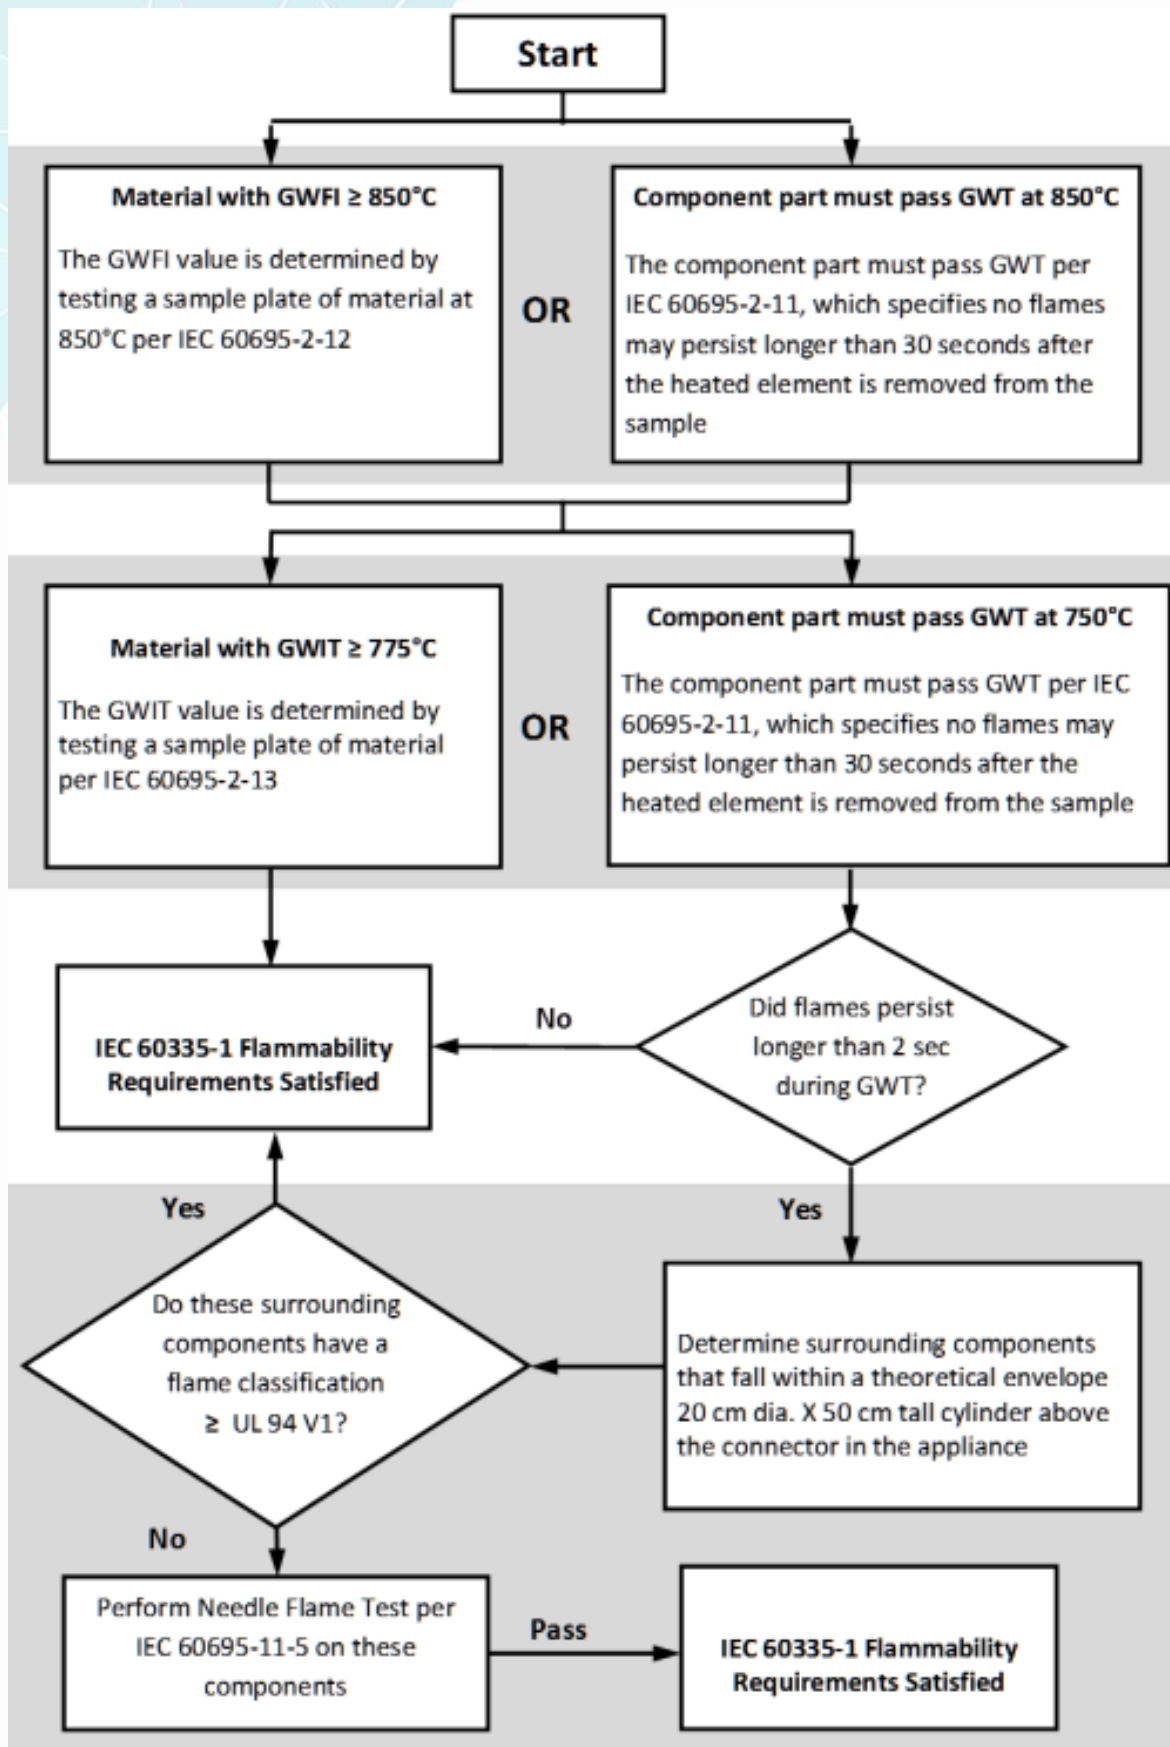 Start
Material with GWFI ≥ 850°C
The GWFI value is determined by
testing a sample plate of material at
850°C per IEC 60695-2-12
OR
Component part must pass GWT at 850°C
The component part must pass GWT per
IEC 60695-2-11, which specifies no flames
may persist longer than 30 seconds after
the heated element is removed from the
sample
Material with GWIT ≥ 775°C
The GWIT value is determined by
testing a sample plate of material
per IEC 60695-2-13
OR
Component part must pass GWT at 750°C
The component part must pass GWT per IEC
60695-2-11, which specifies no flames may
persist longer than 30 seconds after the
heated element is removed from the sample
Did flames persist
longer than 2 sec
during GWT?
No
IEC 60335-1 Flammability
Requirements Satisfied
Yes
Determine surrounding components
that fall within a theoretical envelope
20 cm dia. X 50 cm tall cylinder above
the connector in the appliance
Yes
Do these surrounding
components have a
flame classification
≥ UL 94 V1?
No
Perform Needle Flame Test per
IEC 60695-11-5 on these
components
Pass
IEC 60335-1 Flammability
Requirements Satisfied